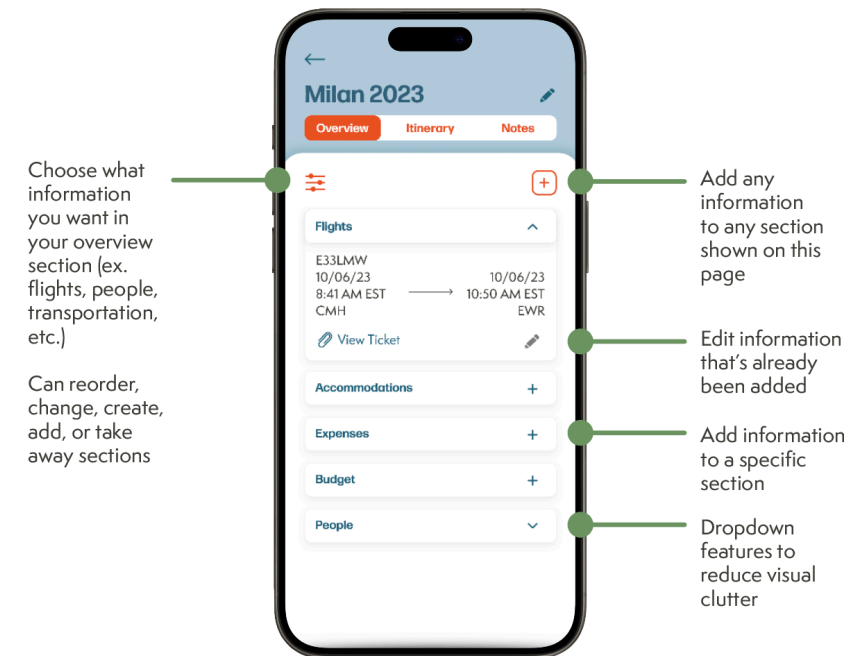 Milan 2023
Overview
Itinerary
Notes
Choose what
information
you want in
your overview
section (ex.
flights, people,
transportation,
etc.)
Can reorder,
change, create,
add, or take
away sections
Flights
E33LMW
10/06/23
8:41 AM EST
CMH
10/06/23
10:50 AM EST
EWR
View Ticket
Accommodations
Expenses
Budget
People
Add any
information
to any section
shown on this
page
Edit information
that's already
been added
Add information
to a specific
section
Dropdown
features to
reduce visual
clutter